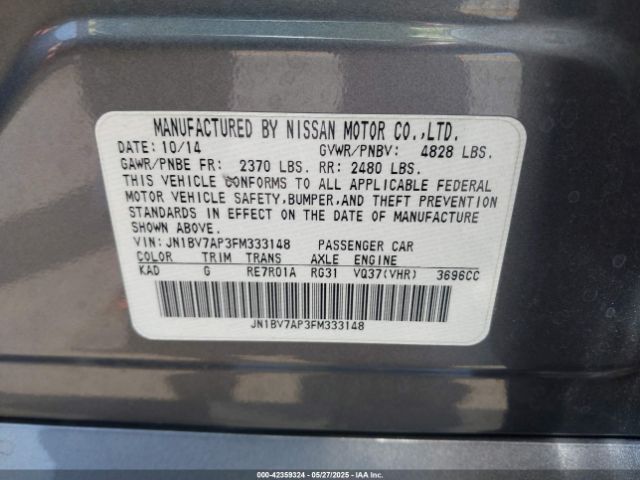 MANUFACTURED BY NISSAN MOTOR CO.,LTD.
DATE: 10/14 GVWR/PNBV: 4828 LBS.
GAWR/PNBE FR: 2370 LBS. RR: 2480 LBS.
THIS VEHICLE CONFORMS TO ALL APPLICABLE FEDERAL
MOTOR VEHICLE SAFETY, BUMPER, AND THEFT PREVENTION
STANDARDS IN EFFECT ON THE DATE OF MANUFACTURE
SHOWN ABOVE.
VIN: JN1BV7AP3FM333148 PASSENGER CAR
COLOR TRIM TRANS AXLE ENGINE
KAD G RE7R01A RG31 VQ37(VHR) 3696CC
JN1BV7AP3FM333148
000-42359324 | 05/27/2025 | IAA, Inc.